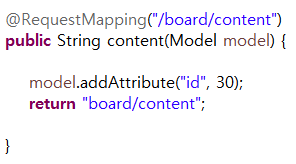 @RequestMapping("/board/content")
public String content(Model model) {
model.addAttribute("id", 30);
return "board/content";
}